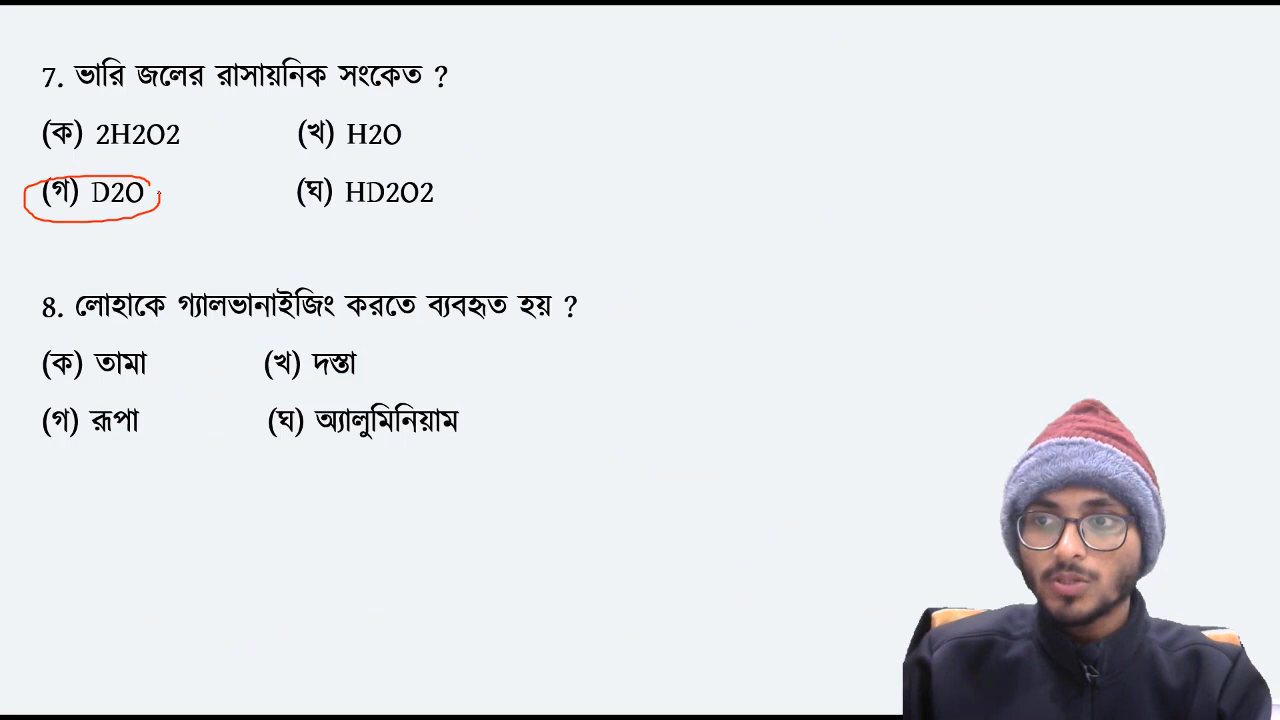 7. ভারি জলের রাসায়নিক সংকেত ?
(ক) 2H2O2 (খ) H2O
(গ) D2O (ঘ) HD2O2
8. লোহাকে গ্যালভানাইজিং করতে ব্যবহৃত হয় ?
(ক) তামা (খ) দস্তা
(গ) রূপা (ঘ) অ্যালুমিনিয়াম